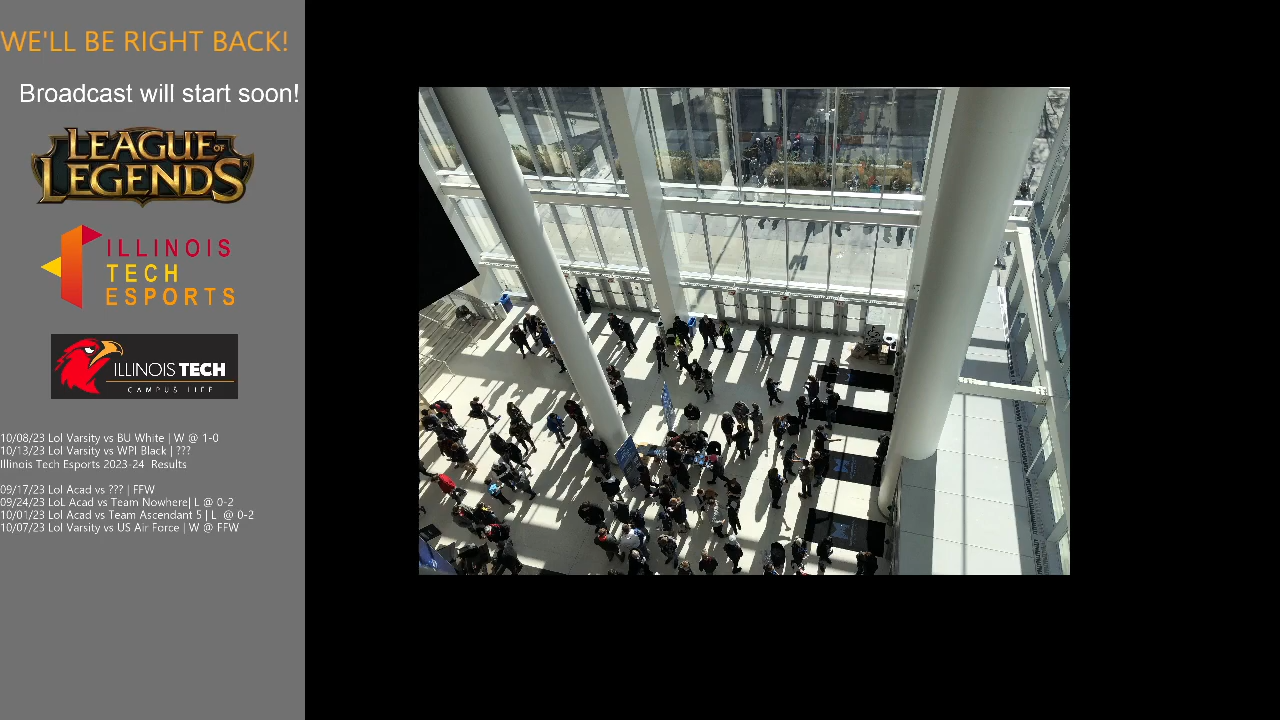 WE'LL BE RIGHT BACK!
Broadcast will start soon!
LEAGUE OF
LEGENDS
ILLINOIS
TECH
ESPORTS
ILLINOIS TECH
CAMPUS LIFE
10/08/23 Lol Varsity vs BU White | W @ 1-0
10/13/23 Lol Varsity vs WPI Black | ???
Illinois Tech Esports 2023-24 Results
09/17/23 Lol Acad vs ??? | FFW
09/24/23 LoL Acad vs Team Nowhere| L @ 0-2
10/01/23 Lol Acad vs Team Ascendant 5 | L @ 0-2
10/07/23 Lol Varsity vs US Air Force | W @ FFW